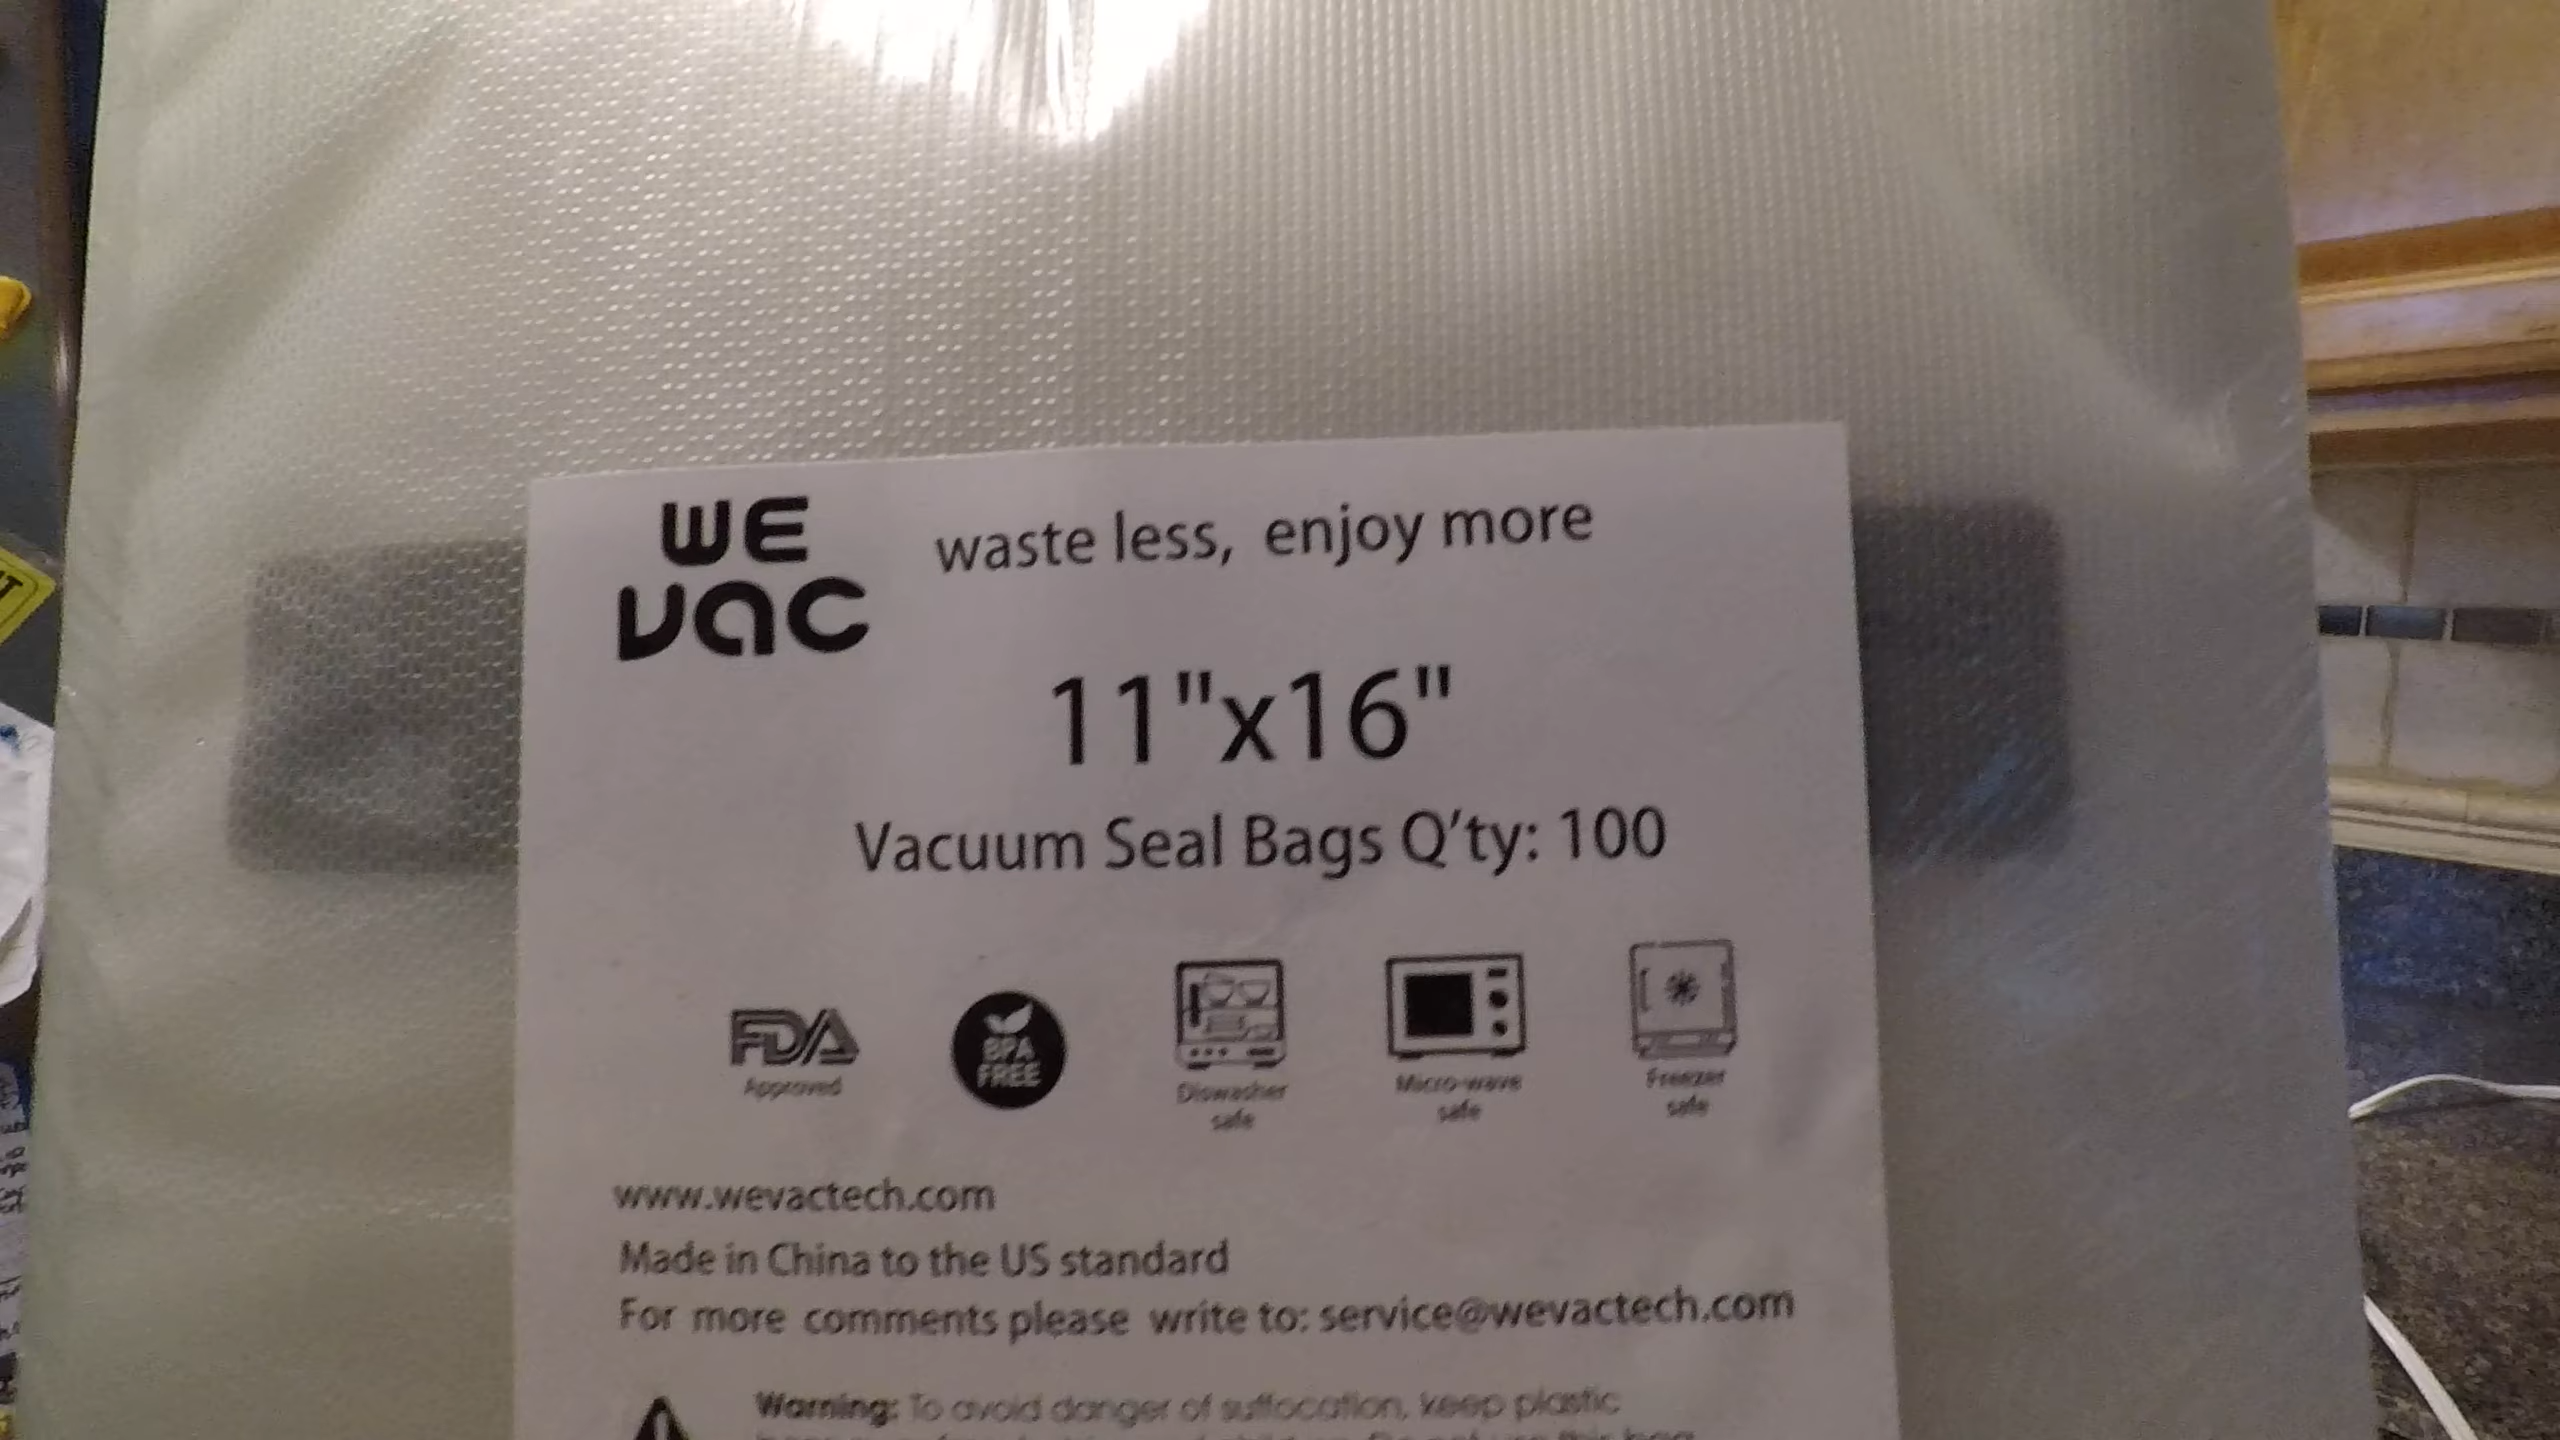 WE
vac
waste less, enjoy more
11"x16"
Vacuum Seal Bags Q'ty: 100
FDA
Approved
BPA
FREE
Diswasher
safe
Micro-wave
safe
Freezer
safe
www.wevactech.com
Made in China to the US standard
For more comments please write to: service@wevactech.com
Warning: To avoid danger of suffocation, keep plastic